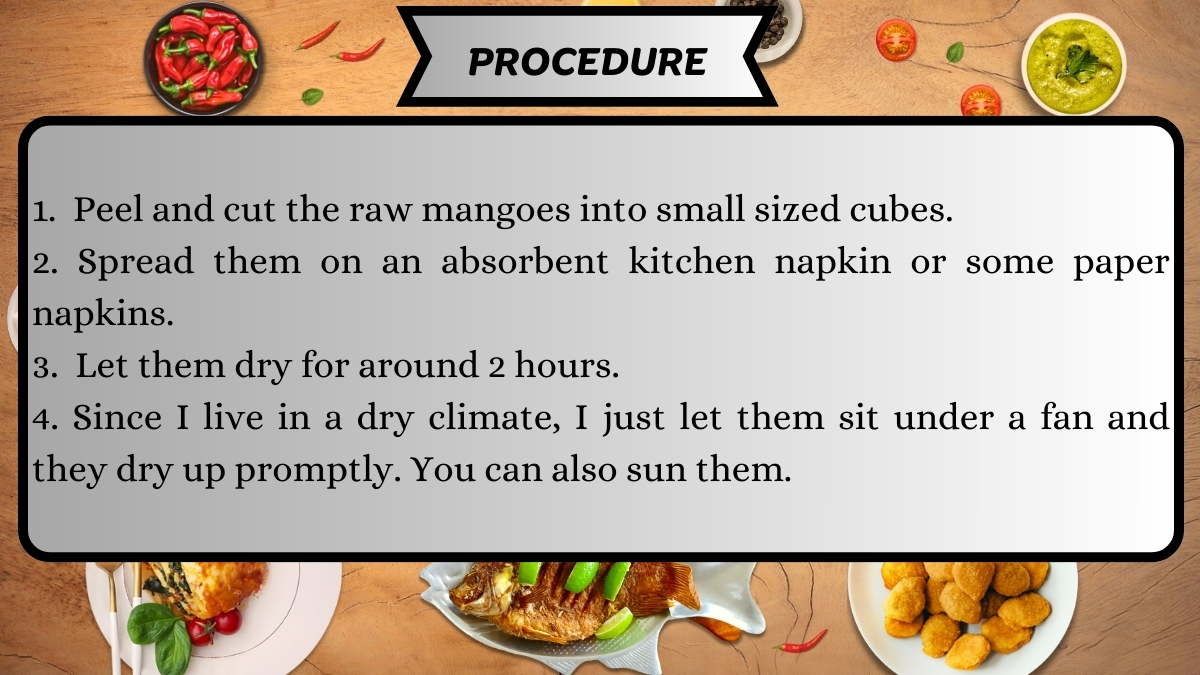 PROCEDURE
1. Peel and cut the raw mangoes into small sized cubes.
2. Spread them on an absorbent kitchen napkin or some paper
napkins.
3. Let them dry for around 2 hours.
4. Since I live in a dry climate, I just let them sit under a fan and
they dry up promptly. You can also sun them.